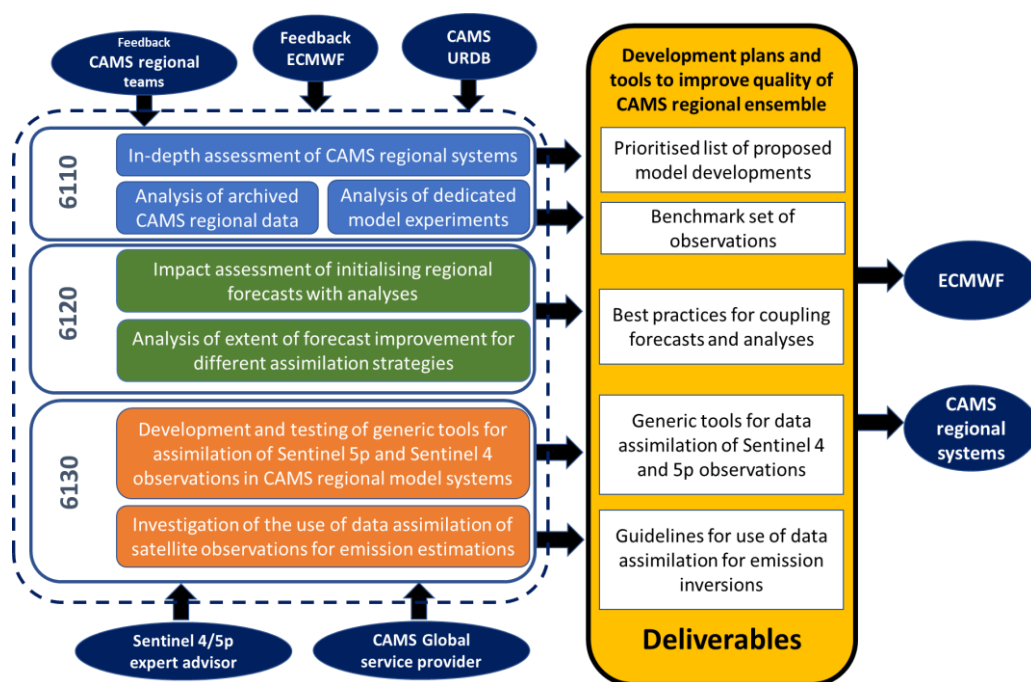 Feedback
CAMS regional
teams
Feedback
ECMWF
CAMS
URDB
6110
In-depth assessment of CAMS regional systems
Analysis of archived
CAMS regional data
Analysis of dedicated
model experiments
6120
Impact assessment of initialising regional
forecasts with analyses
Analysis of extent of forecast improvement for
different assimilation strategies
6130
Development and testing of generic tools for
assimilation of Sentinel 5p and Sentinel 4
observations in CAMS regional model systems
Investigation of the use of data assimilation of
satellite observations for emission estimations
Sentinel 4/5p
expert advisor
CAMS Global
service provider
Development plans and
tools to improve quality of
CAMS regional ensemble
Prioritised list of proposed
model developments
Benchmark set of
observations
Best practices for coupling
forecasts and analyses
Generic tools for data
assimilation of Sentinel 4
and 5p observations
Guidelines for use of data
assimilation for emission
inversions
Deliverables
ECMWF
CAMS
regional
systems